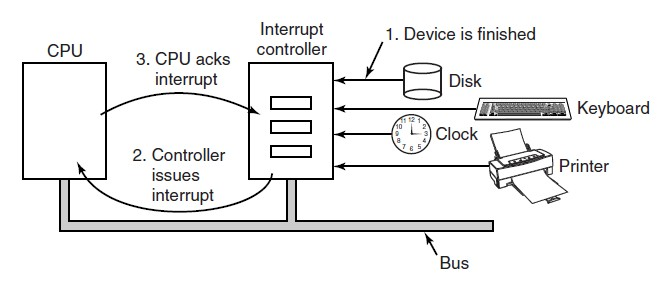 CPU
3. CPU acks
interrupt
Interrupt
controller
1. Device is finished
Disk
Keyboard
Clock
Printer
2. Controller
issues
interrupt
Bus